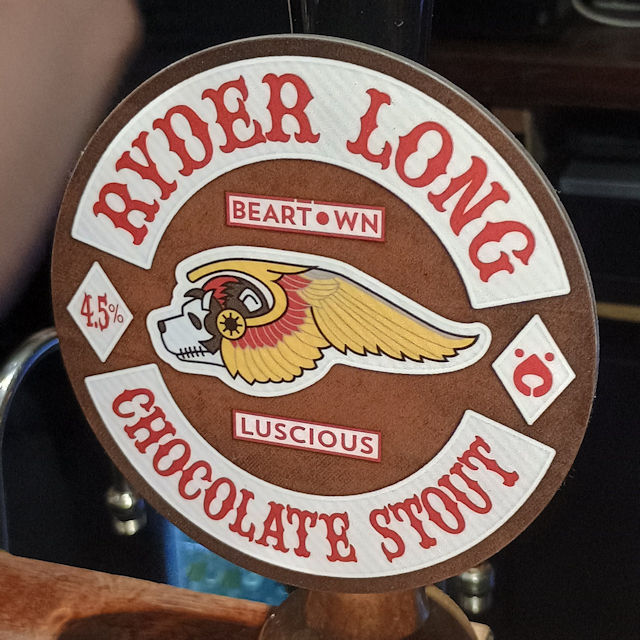 RYDER LONG
BEARTOWN
4.5%
LUSCIOUS
CHOCOLATE STOUT